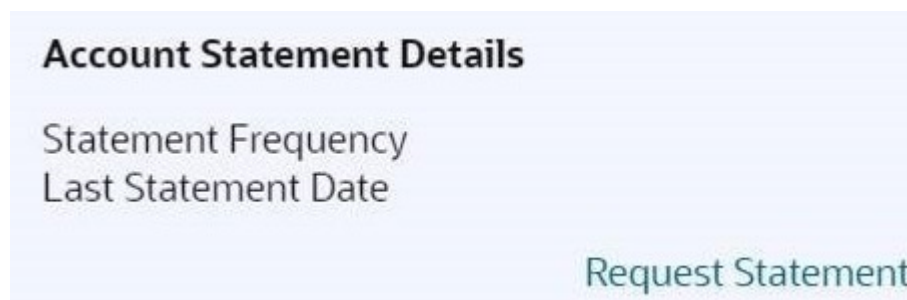 Account Statement Details
Statement Frequency
Last Statement Date
Request Statement